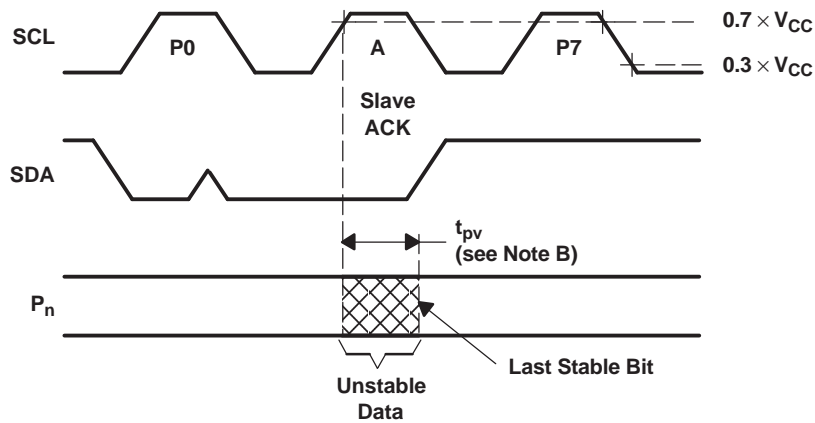 SCL
P0
A
P7
0.7 × VCC
0.3 × VCC
Slave
ACK
SDA
tpv
(see Note B)
Pn
Last Stable Bit
Unstable
Data